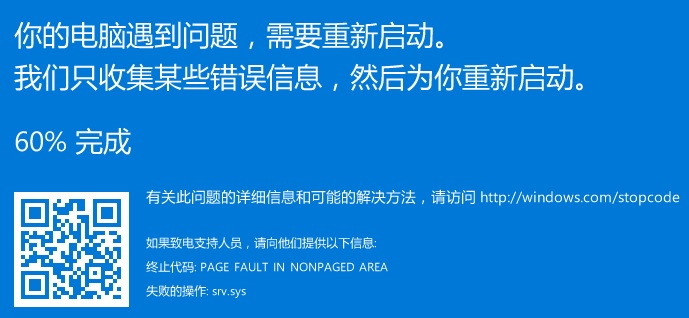 你的电脑遇到问题，需要重新启动。
我们只收集某些错误信息，然后为你重新启动。
60% 完成
有关此问题的详细信息和可能的解决方法，请访问 http://windows.com/stopcode
如果致电支持人员，请向他们提供以下信息:
终止代码: PAGE FAULT IN NONPAGED AREA
失败的操作: srv.sys